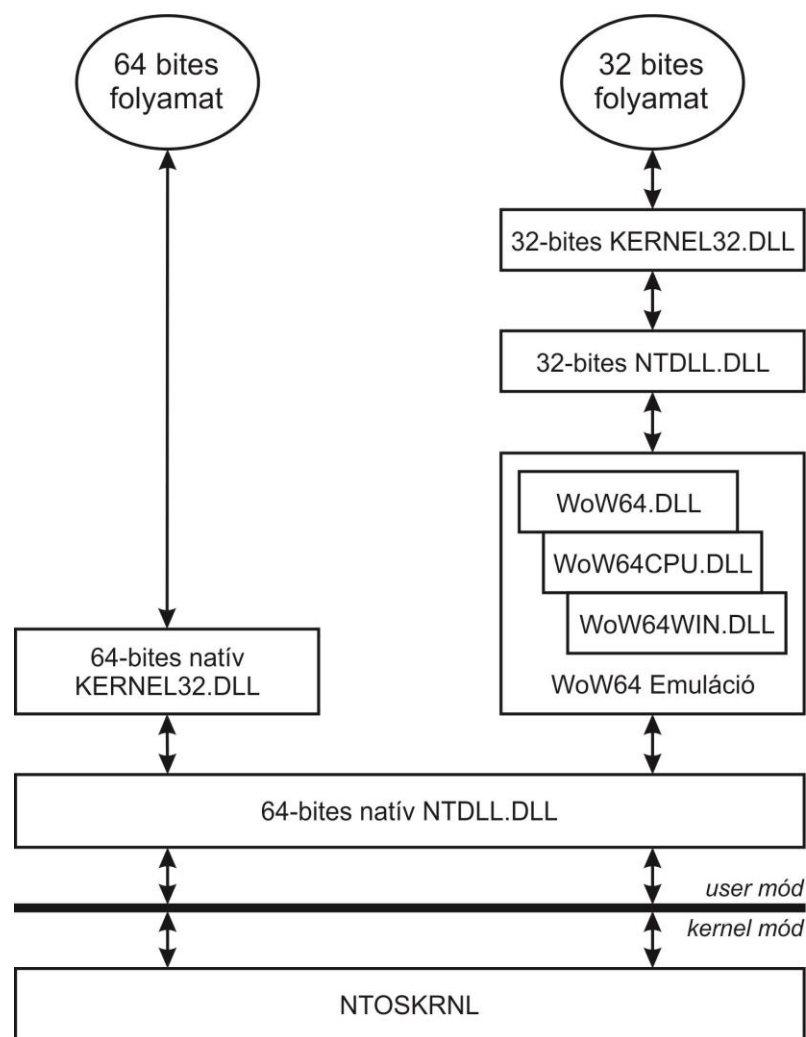 64 bites
folyamat
32 bites
folyamat
32-bites KERNEL32.DLL
32-bites NTDLL.DLL
WoW64.DLL
WoW64CPU.DLL
WoW64WIN.DLL
WoW64 Emuláció
64-bites natív
KERNEL32.DLL
64-bites natív NTDLL.DLL
user mód
kernel mód
NTOSKRNL